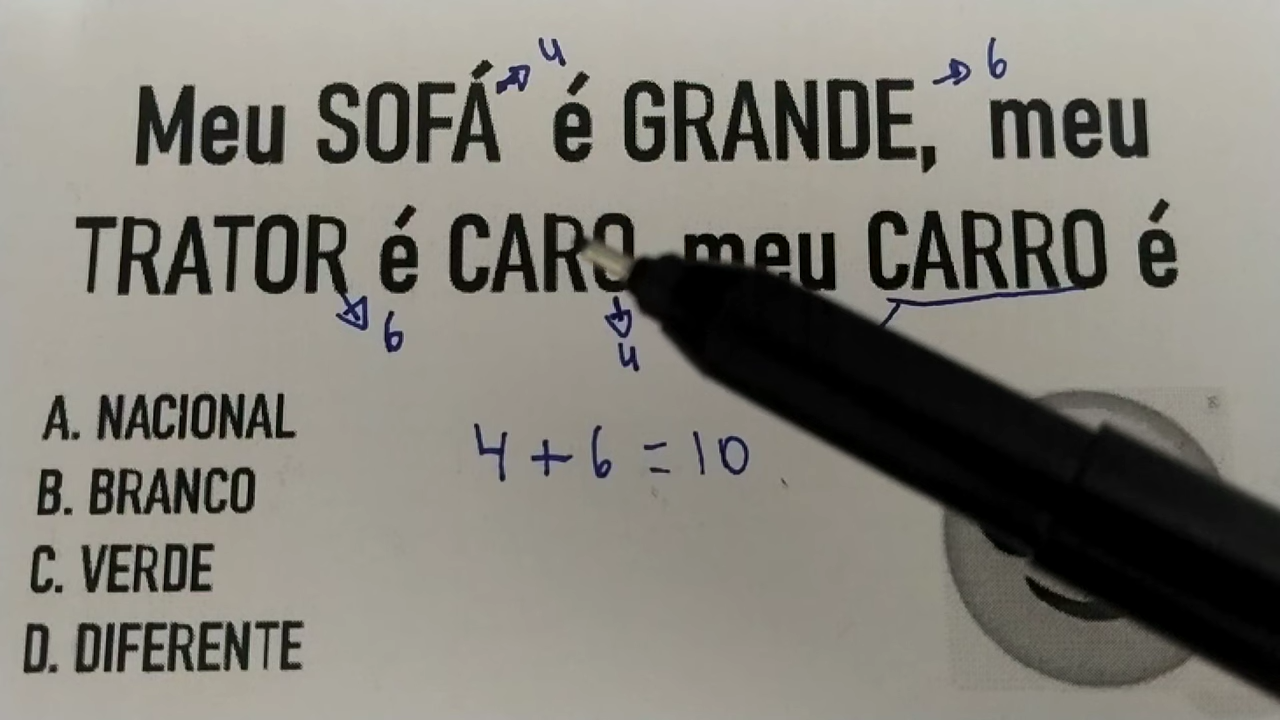 4 6
Meu SOFÁ é GRANDE, meu
TRATOR é CARO meu CARRO é
6 4
A. NACIONAL
4 + 6 = 10
B. BRANCO
C. VERDE
D. DIFERENTE